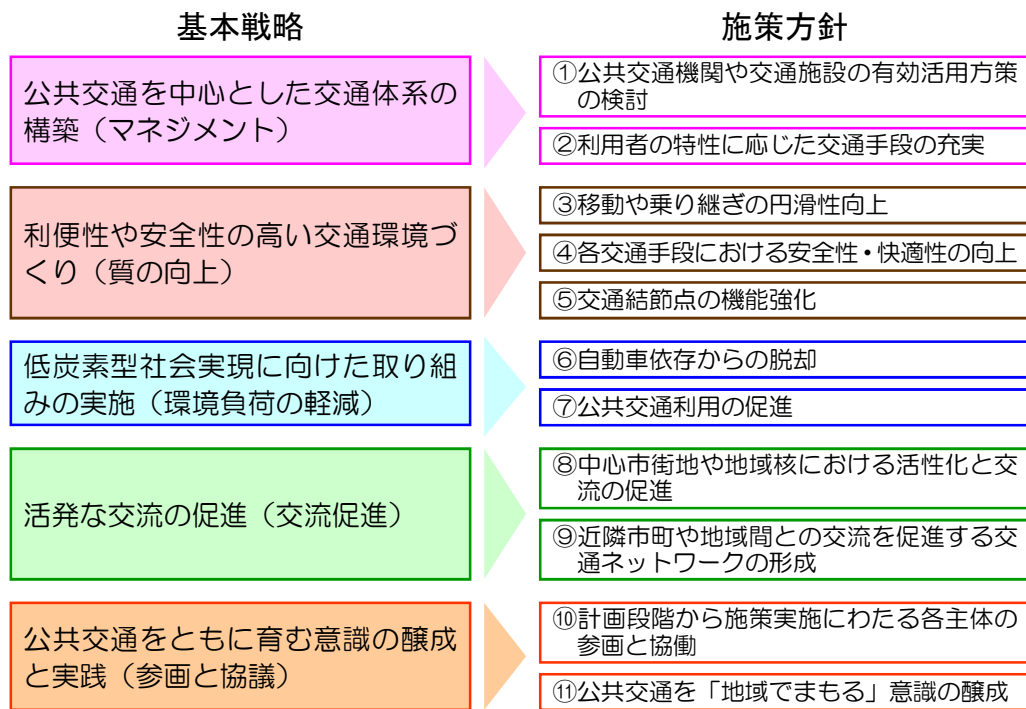 基本戦略
施策方針
公共交通を中心とした交通体系の
構築（マネジメント）
①公共交通機関や交通施設の有効活用方策
の検討
②利用者の特性に応じた交通手段の充実
利便性や安全性の高い交通環境づ
くり（質の向上）
③移動や乗り継ぎの円滑性向上
④各交通手段における安全性・快適性の向上
⑤交通結節点の機能強化
低炭素型社会実現に向けた取り組
みの実施（環境負荷の軽減）
⑥自動車依存からの脱却
⑦公共交通利用の促進
活発な交流の促進（交流促進）
⑧中心市街地や地域核における活性化と交
流の促進
⑨近隣市町や地域間との交流を促進する交
通ネットワークの形成
公共交通をともに育む意識の醸成
と実践（参画と協議）
⑩計画段階から施策実施にわたる各主体の
参画と協働
⑪公共交通を「地域でまもる」意識の醸成